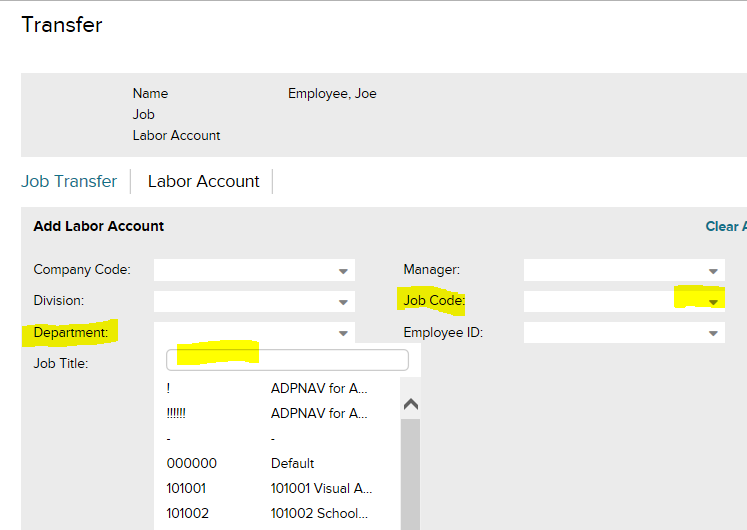 Transfer
Name Employee, Joe
Job
Labor Account
Job Transfer Labor Account
Add Labor Account Clear A
Company Code: Manager:
Division: Job Code:
Department: Employee ID:
Job Title:
! ADPNAV for A...
!!!!!! ADPNAV for A...
- -
000000 Default
101001 101001 Visual A...
101002 101002 School...